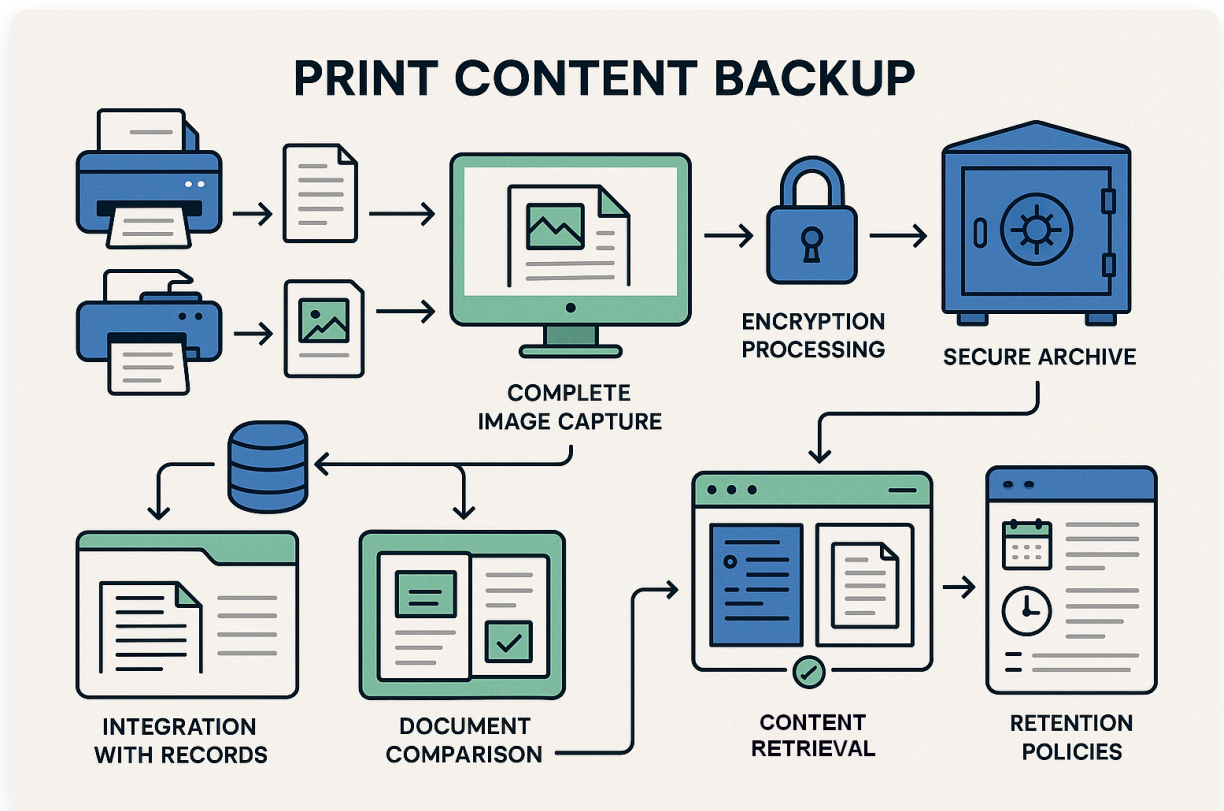 PRINT CONTENT BACKUP
ENCRYPTION
PROCESSING
SECURE ARCHIVE
COMPLETE
IMAGE CAPTURE
INTEGRATION
WITH RECORDS
DOCUMENT
COMPARISON
CONTENT
RETRIEVAL
RETENTION
POLICIES